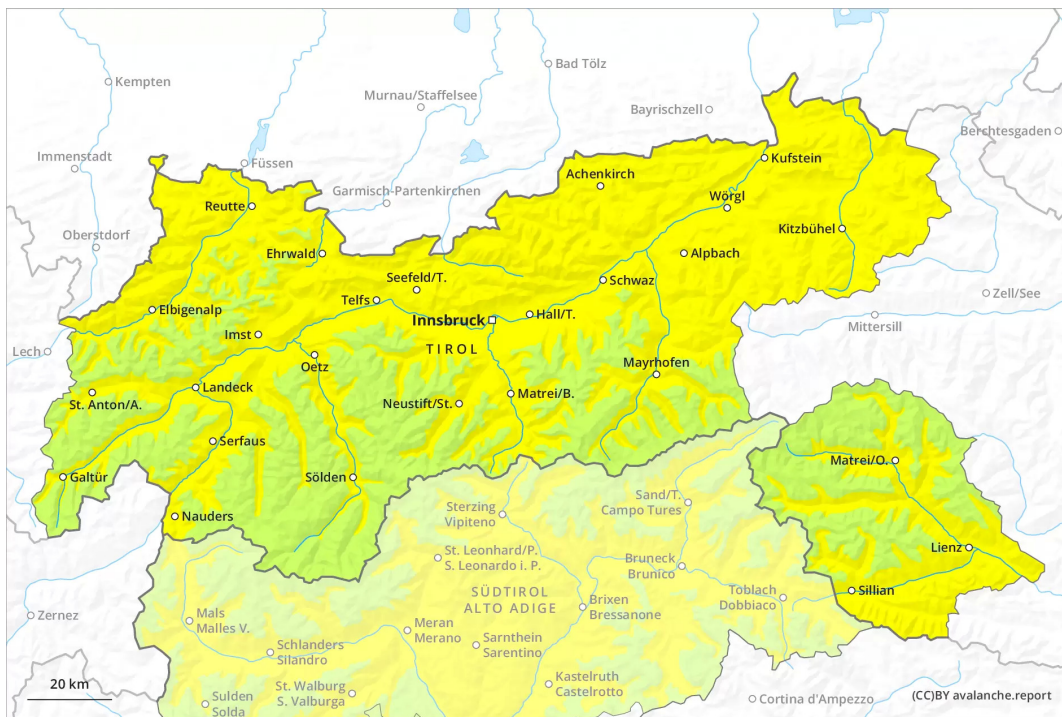 Kempten
Bad Tölz
Murnau/Staffelsee
Bayrischzell
Berchtesgaden
Immenstadt
Füssen
Kufstein
Garmisch-Partenkirchen
Achenkirch
Reutte
Wörgl
Oberstdorf
Kitzbühel
Ehrwald
Alpbach
Seefeld/T.
Schwaz
Zell/See
Telfs
Elbigenalp
Innsbruck
Hall/T.
Mittersill
Imst
TIROL
Lech
Oetz
Mayrhofen
Landeck
St. Anton/A.
Neustift/St.
Matrei/B.
Serfaus
Matrei/O.
Galtür
Sölden
Sterzing
Vipiteno
Sand/T.
Campo Tures
Nauders
Lienz
St. Leonhard/P.
S. Leonardo i. P.
Bruneck
Brunico
SÜDTIROL
ALTO ADIGE
Sillian
Toblach
Dobbiaco
Zernez
Mals
Malles V.
Brixen
Bressanone
Meran
Merano
Schlanders
Silandro
Sarnthein
Sarentino
20 km
St. Walburg
S. Valburga
Kastelruth
Castelrotto
Sulden
Solda
Cortina d'Ampezzo
(CC)BY avalanche.report